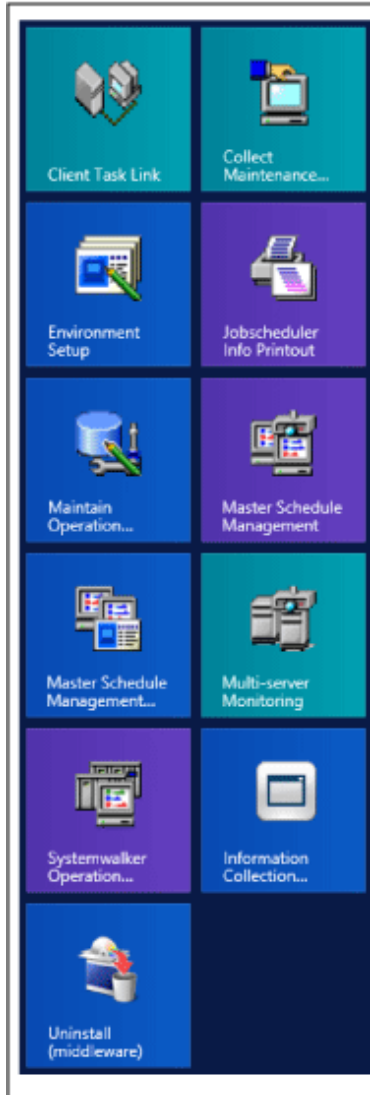 Client Task Link
Collect
Maintenance...
Environment
Setup
Jobscheduler
Info Printout
Maintain
Operation...
Master Schedule
Management
Master Schedule
Management...
Multi-server
Monitoring
Systemwalker
Operation...
Information
Collection...
Uninstall
(middleware)